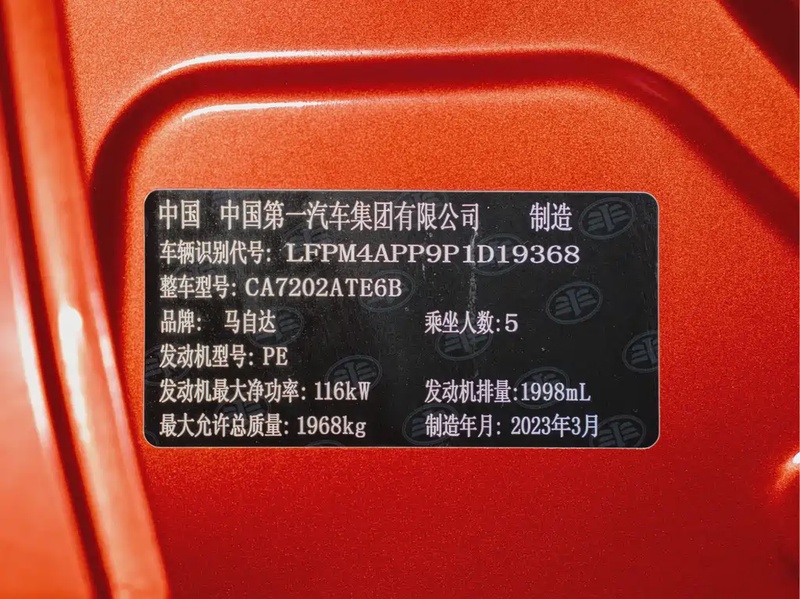 中国 中国第一汽车集团有限公司 制造
车辆识别代号: LFPM4APP9P1D19368
整车型号: CA7202ATE6B
品牌: 马自达 乘坐人数:5
发动机型号: PE
发动机最大净功率: 116kW 发动机排量:1998mL
最大允许总质量: 1968kg 制造年月: 2023年3月